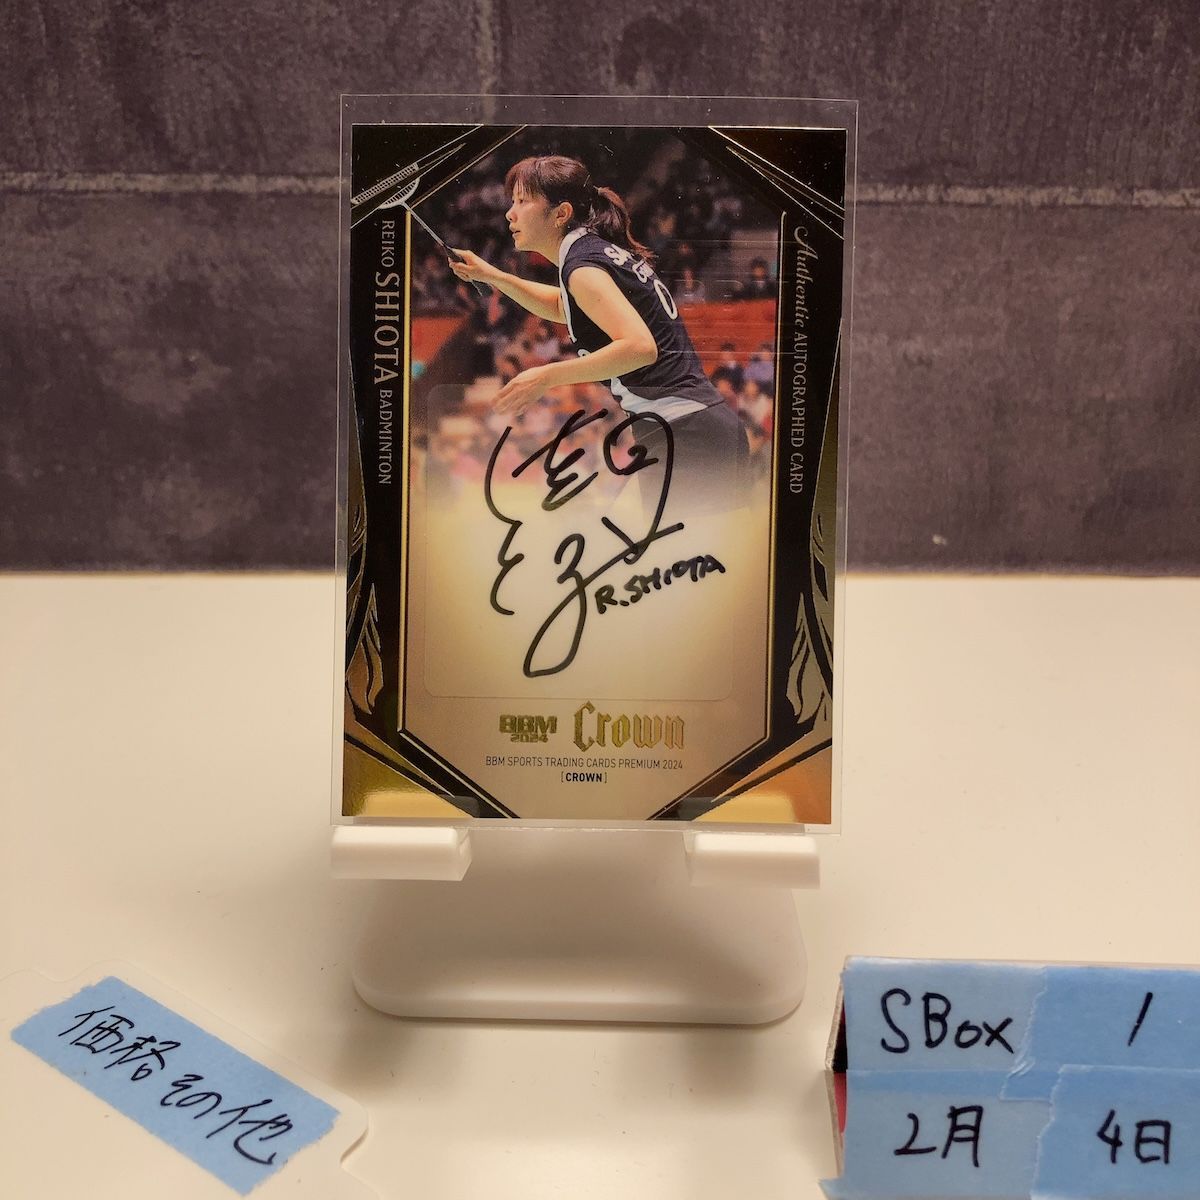 REIKO SHIOTA BADMINTON
Authentic AUTOGRAPHED CARD
R.SHIOTA
BBM
2024
Crown
BBM SPORTS TRADING CARDS PREMIUM 2024
[CROWN]
価格その他
SBox 1
2月 4日